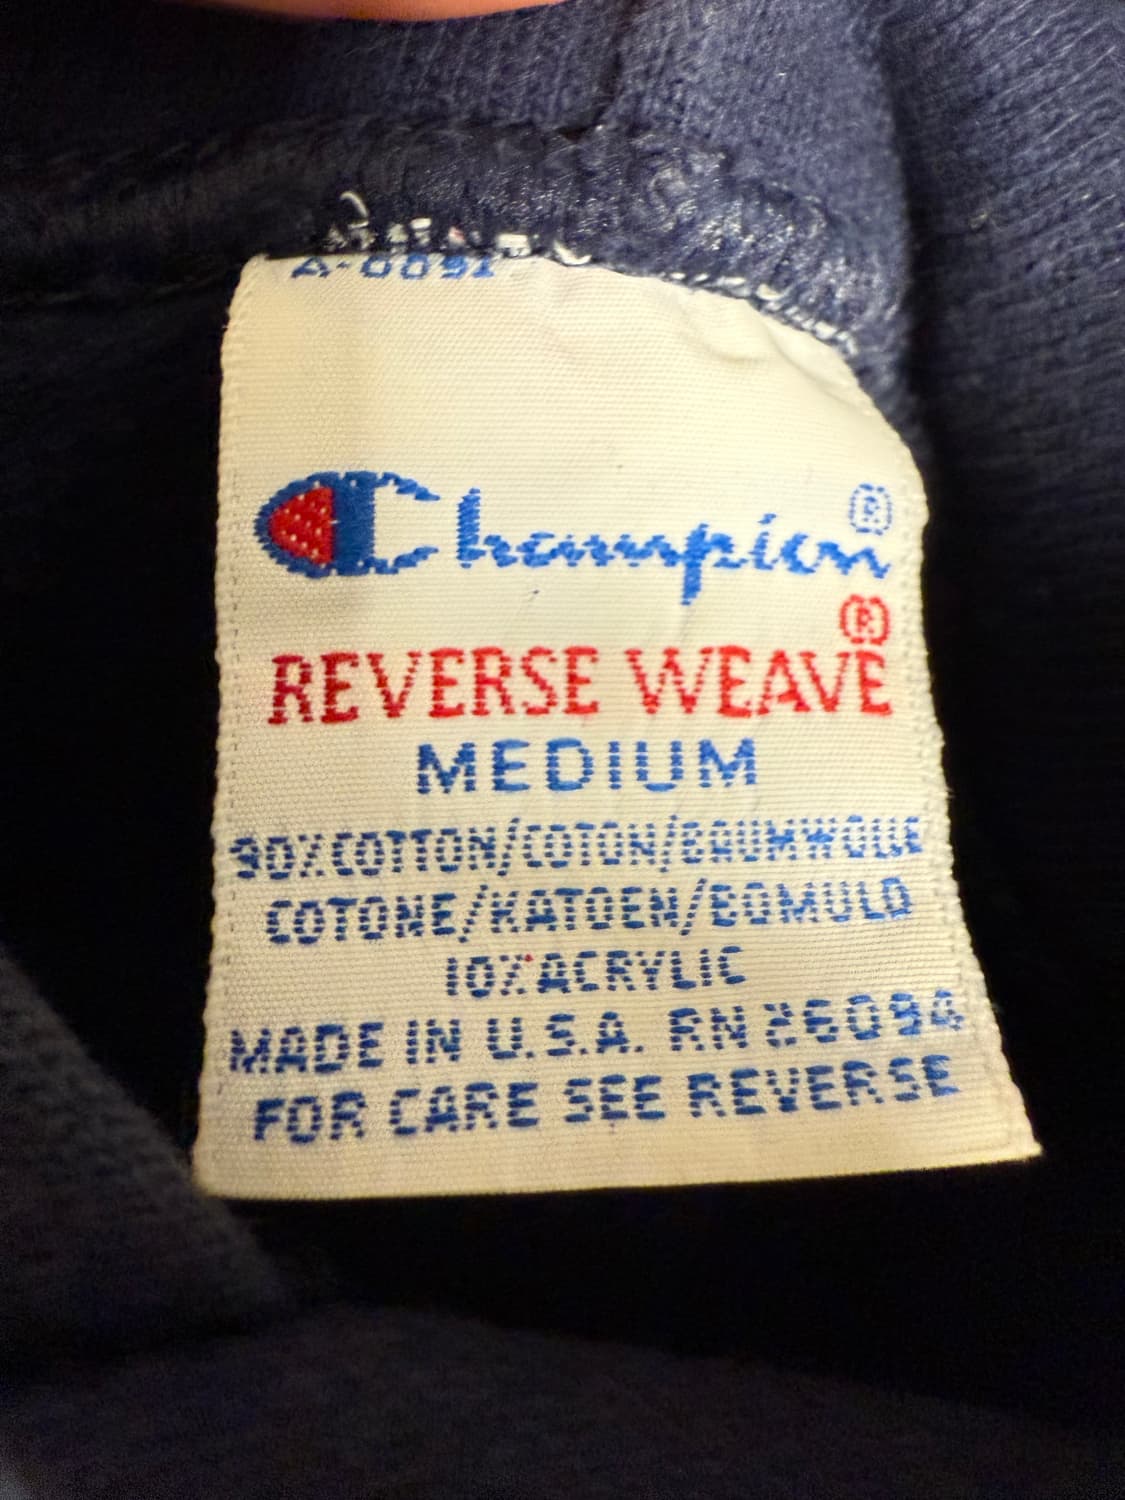 Champion®
REVERSE WEAVE®
MEDIUM
90%COTTON/COTON/BAUMWOLLE
COTONE/KATOEN/BOMULD
10%ACRYLIC
MADE IN U.S.A. RN 26094
FOR CARE SEE REVERSE